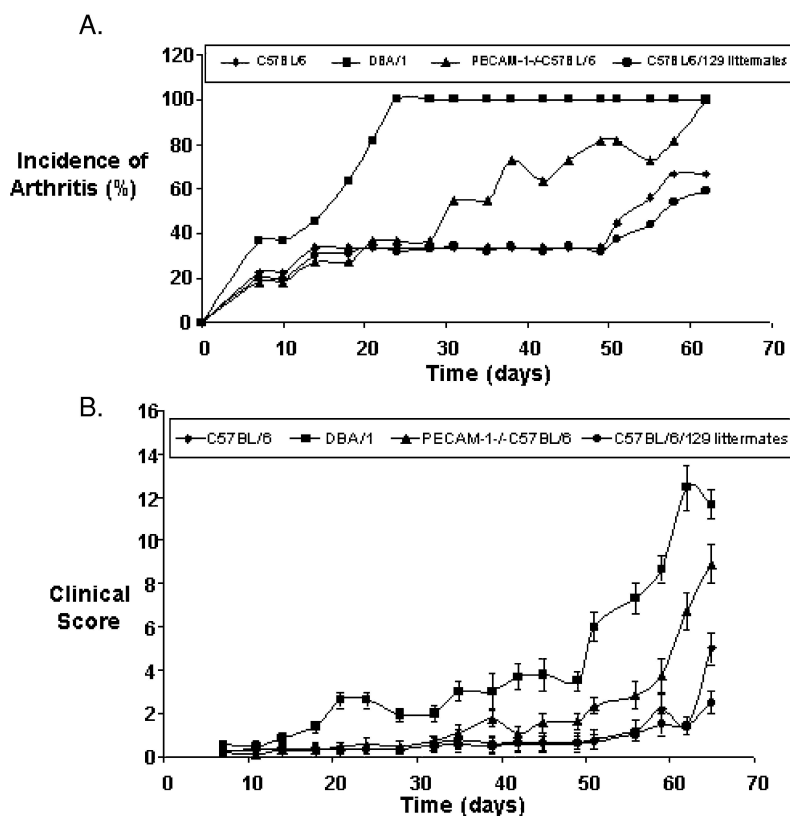 A.
C57BL/6 DBA/1 PECAM-1-/-C57BL/6 C57BL/6/129 littermates
120
100
80
60
40
20
0
Incidence of
Arthritis (%)
0 10 20 30 40 50 60 70
Time (days)
B.
C57BL/6 DBA/1 PECAM-1-/-C57BL/6 C57BL/6/129 littermates
16
14
12
10
8
6
4
2
0
Clinical
Score
0 10 20 30 40 50 60 70
Time (days)